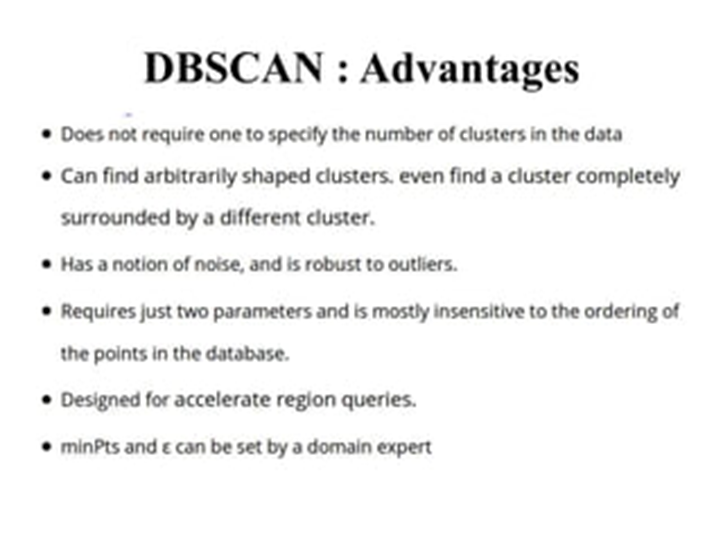 DBSCAN : Advantages
• Does not require one to specify the number of clusters in the data
• Can find arbitrarily shaped clusters. even find a cluster completely
surrounded by a different cluster.
• Has a notion of noise, and is robust to outliers.
• Requires just two parameters and is mostly insensitive to the ordering of
the points in the database.
• Designed for accelerate region queries.
• minPts and ε can be set by a domain expert